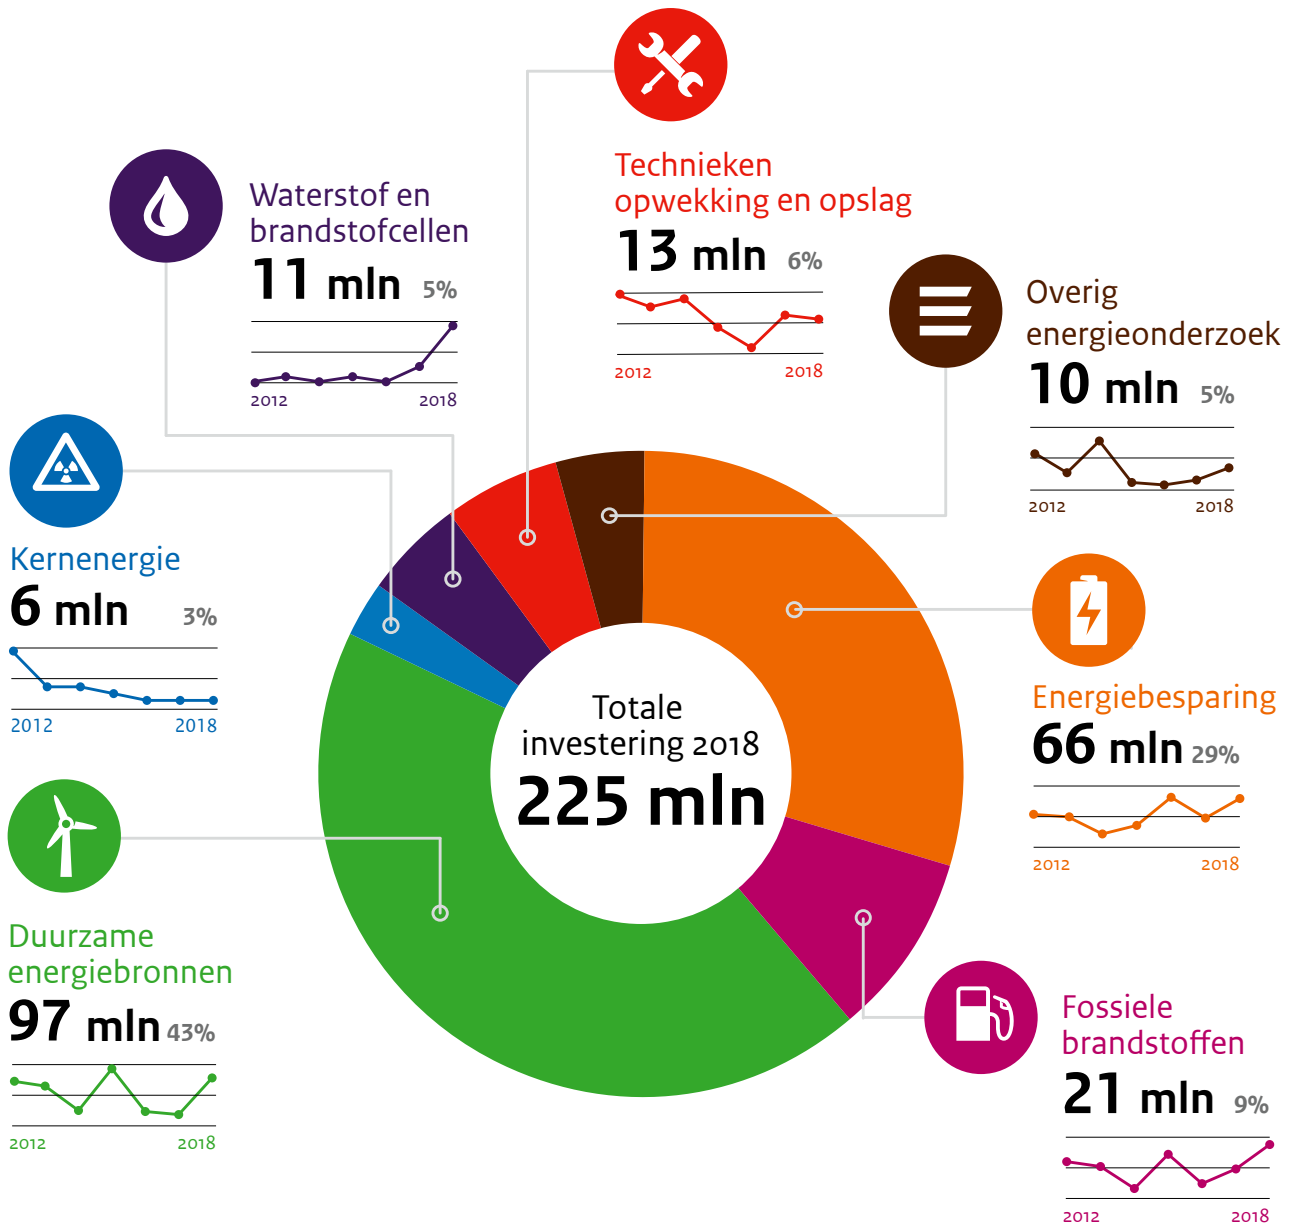 Technieken
opwekking en opslag
13 mln 6%
2012 2018
Waterstof en
brandstofcellen
11 mln 5%
2012 2018
Overig
energieonderzoek
10 mln 5%
2012 2018
Kernenergie
6 mln 3%
2012 2018
Energiebesparing
66 mln 29%
2012 2018
Totale
investering 2018
225 mln
Duurzame
energiebronnen
97 mln 43%
2012 2018
Fossiele
brandstoffen
21 mln 9%
2012 2018